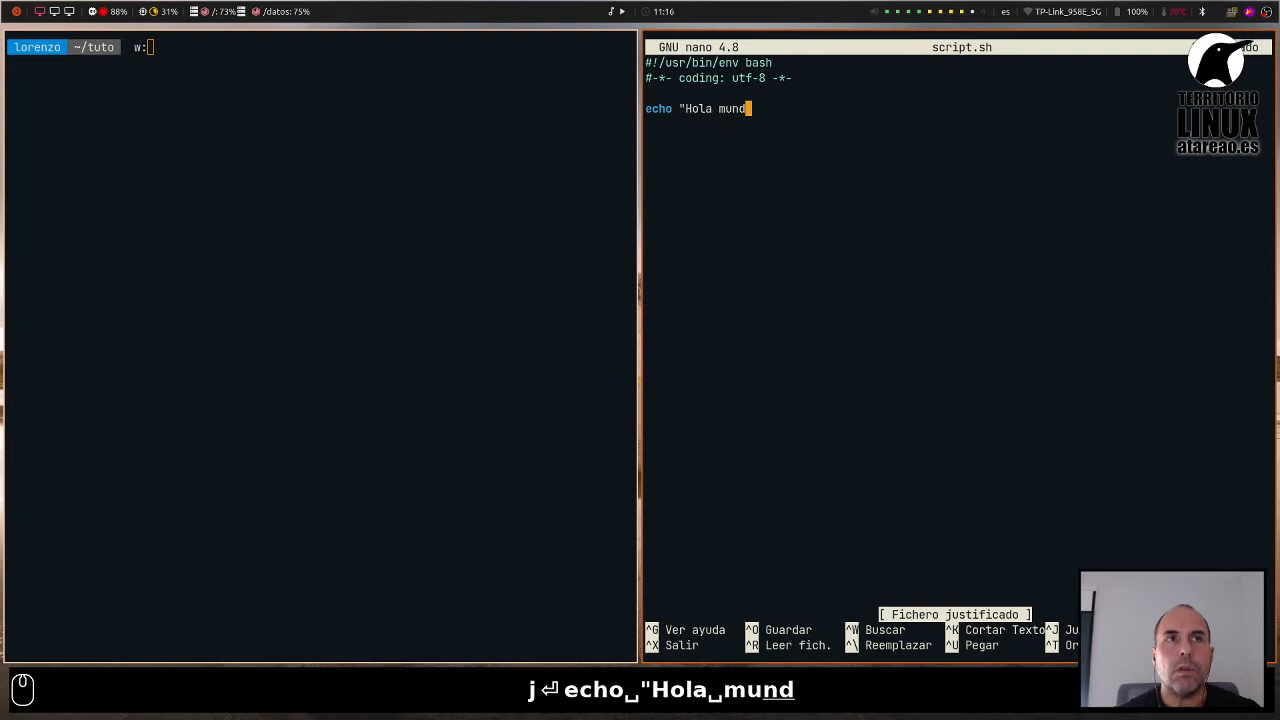 88% 31% /: 73% /datos: 75% 11:16 es TP-Link_958E_5G 100% 70°C
lorenzo ~/tuto w:
GNU nano 4.8 script.sh
#!/usr/bin/env bash
#-*- coding: utf-8 -*-
echo "Hola mund
TERRITORIO
LINUX
atareao.es
[ Fichero justificado ]
^G Ver ayuda ^O Guardar ^W Buscar ^K Cortar Texto ^J
^X Salir ^R Leer fich. ^\ Reemplazar ^U Pegar ^T
j ⏎ echo␣"Hola␣mund